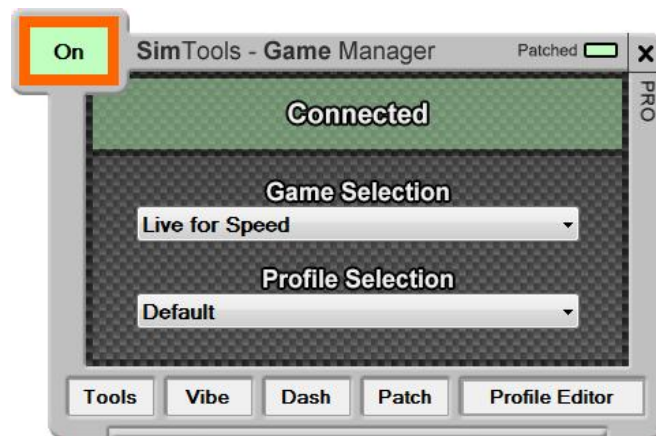 On
SimTools - Game Manager
Patched
x
PRO
Connected
Game Selection
Live for Speed
Profile Selection
Default
Tools
Vibe
Dash
Patch
Profile Editor